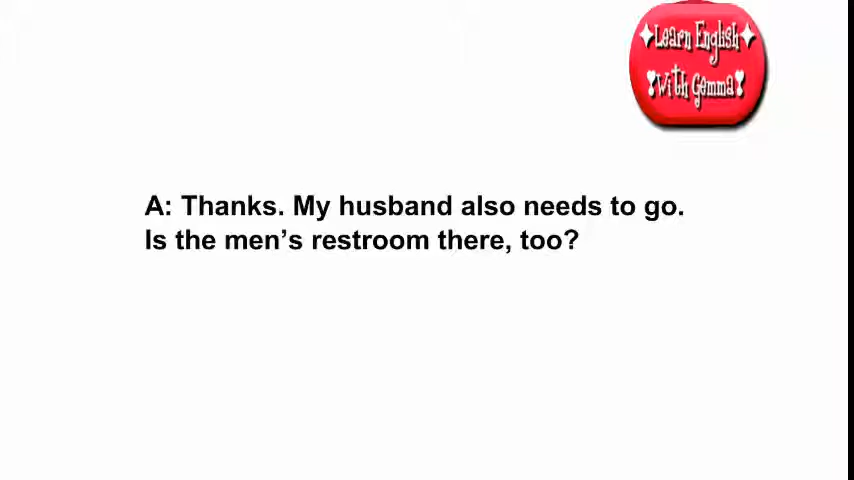 Learn English
With Gemma
A: Thanks. My husband also needs to go.
Is the men’s restroom there, too?